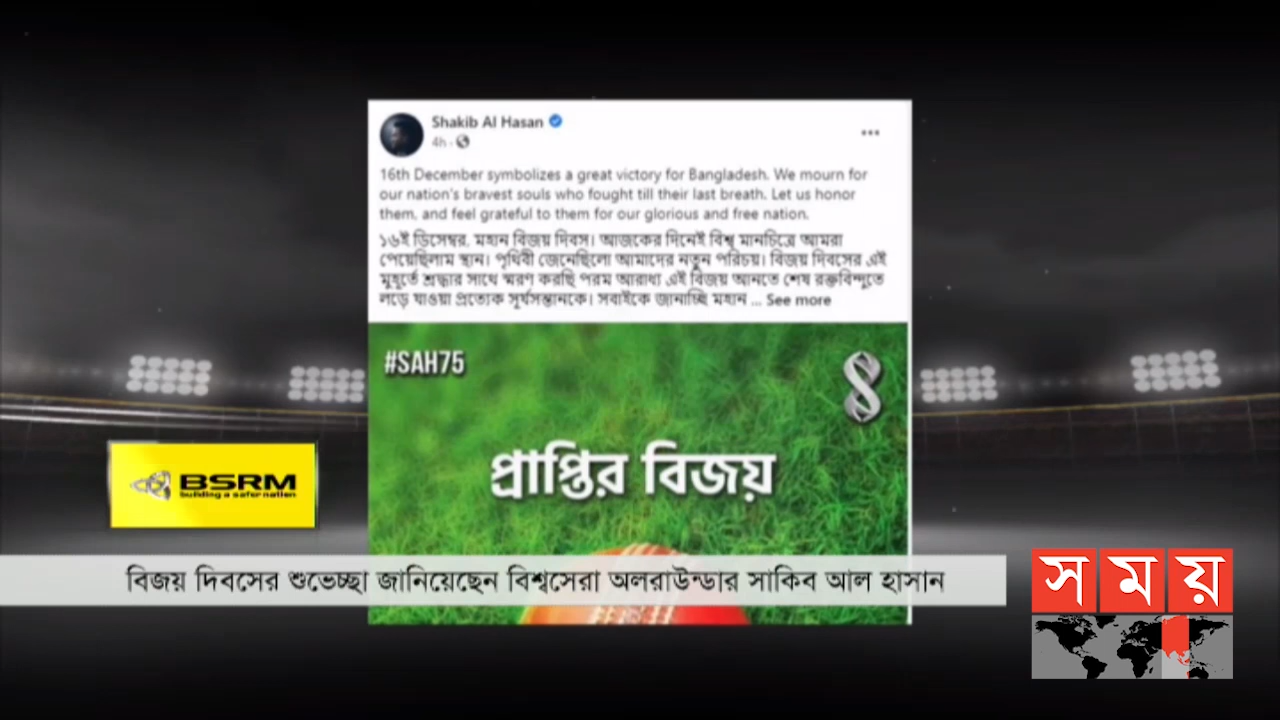 Shakib Al Hasan
4h ·
16th December symbolizes a great victory for Bangladesh. We mourn for
our nation's bravest souls who fought till their last breath. Let us honor
them, and feel grateful to them for our glorious and free nation.
১৬ই ডিসেম্বর, মহান বিজয় দিবস। আজকের দিনেই বিশ্ব মানচিত্রে আমরা
পেয়েছিলাম স্থান। পৃথিবী জেনেছিলো আমাদের নতুন পরিচয়। বিজয় দিবসের এই
মুহূর্তে শ্রদ্ধার সাথে স্মরণ করছি পরম আরাধ্য এই বিজয় আনতে শেষ রক্তবিন্দুতে
লড়ে যাওয়া প্রত্যেক সূর্যসন্তানকে। সবাইকে জানাচ্ছি মহান ... See more
#SAH75
প্রাপ্তির বিজয়
BSRM
building a safer nation
বিজয় দিবসের শুভেচ্ছা জানিয়েছেন বিশ্বসেরা অলরাউন্ডার সাকিব আল হাসান
সময়